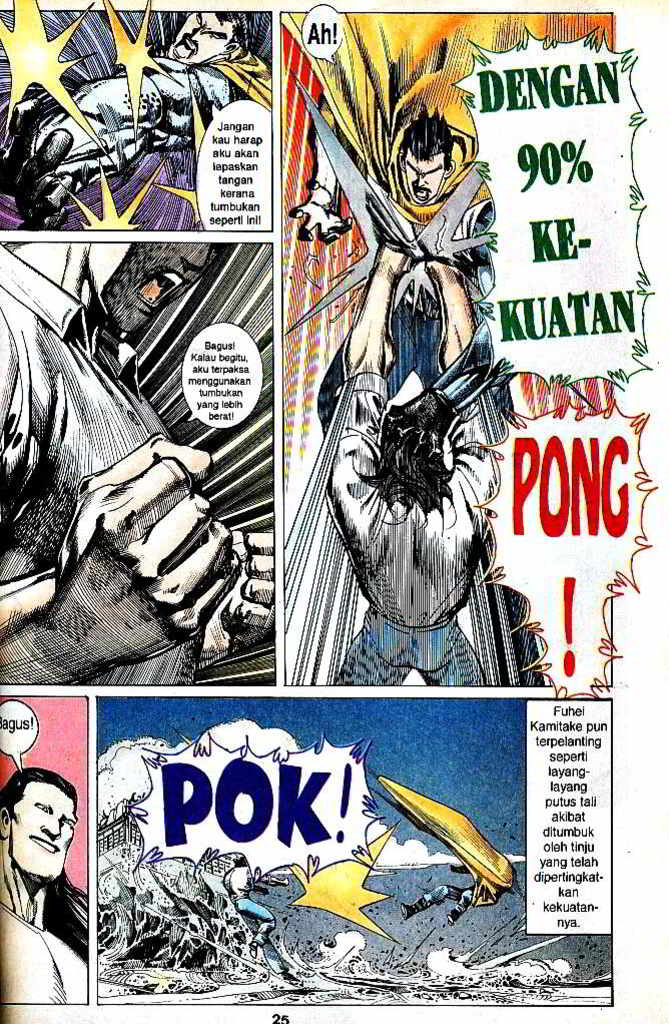 Jangan
kau harap
aku akan
lepaskan
tangan
kerana
tumbukan
seperti ini!
Ah!
DENGAN
90%
KE-
KUATAN
Bagus!
Kalau begitu,
aku terpaksa
menggunakan
tumbukan
yang lebih
berat!
PONG
!
Bagus!
POK!
Fuhei
Kamitake pun
terpelanting
seperti
layang-
layang
putus tali
akibat
ditumbuk
oleh tinju
yang telah
dipertingkat-
kan
kekuatan-
nya.
25